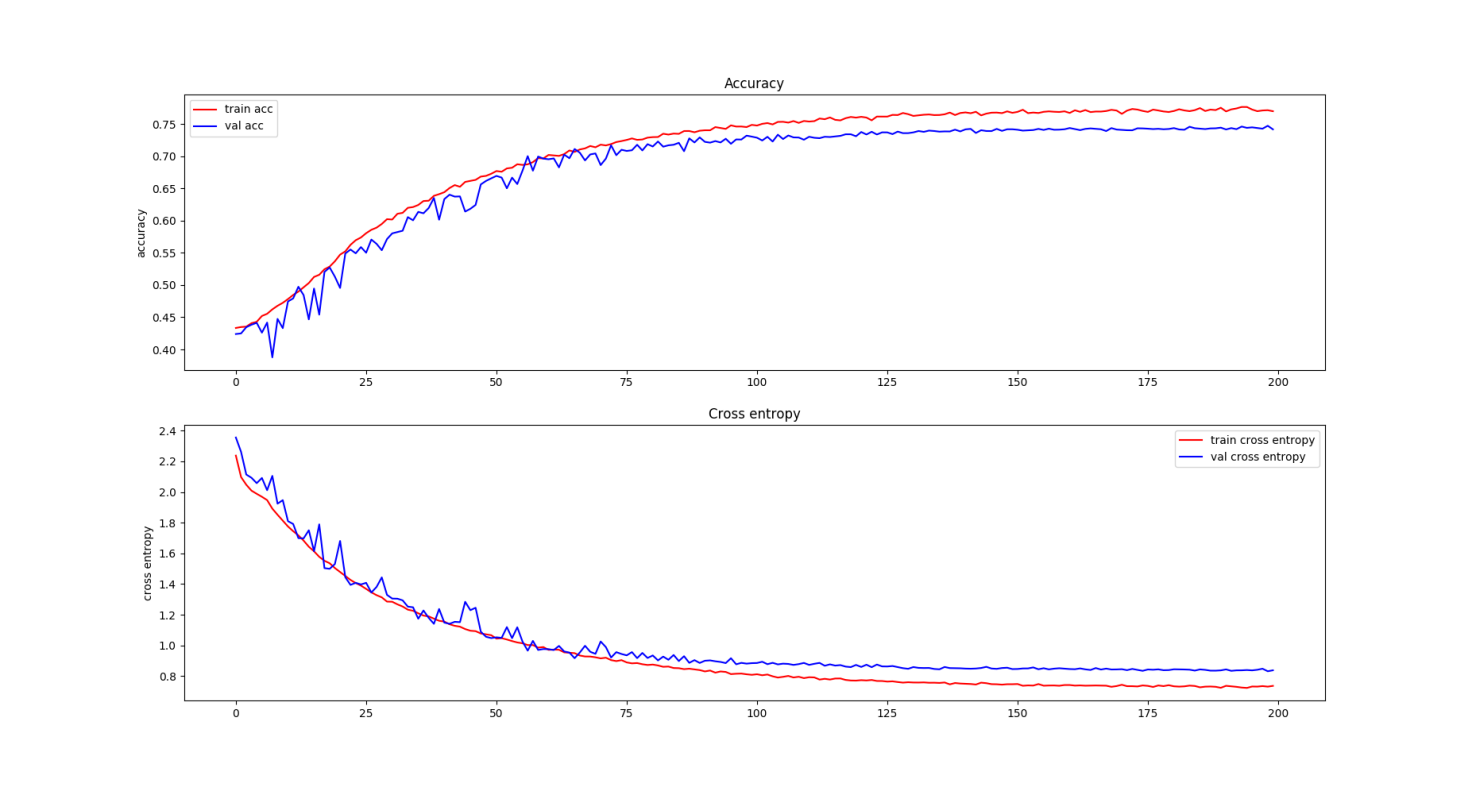 Accuracy
train acc
val acc
accuracy
0.75
0.70
0.65
0.60
0.55
0.50
0.45
0.40
0 25 50 75 100 125 150 175 200
Cross entropy
train cross entropy
val cross entropy
cross entropy
2.4
2.2
2.0
1.8
1.6
1.4
1.2
1.0
0.8
0 25 50 75 100 125 150 175 200